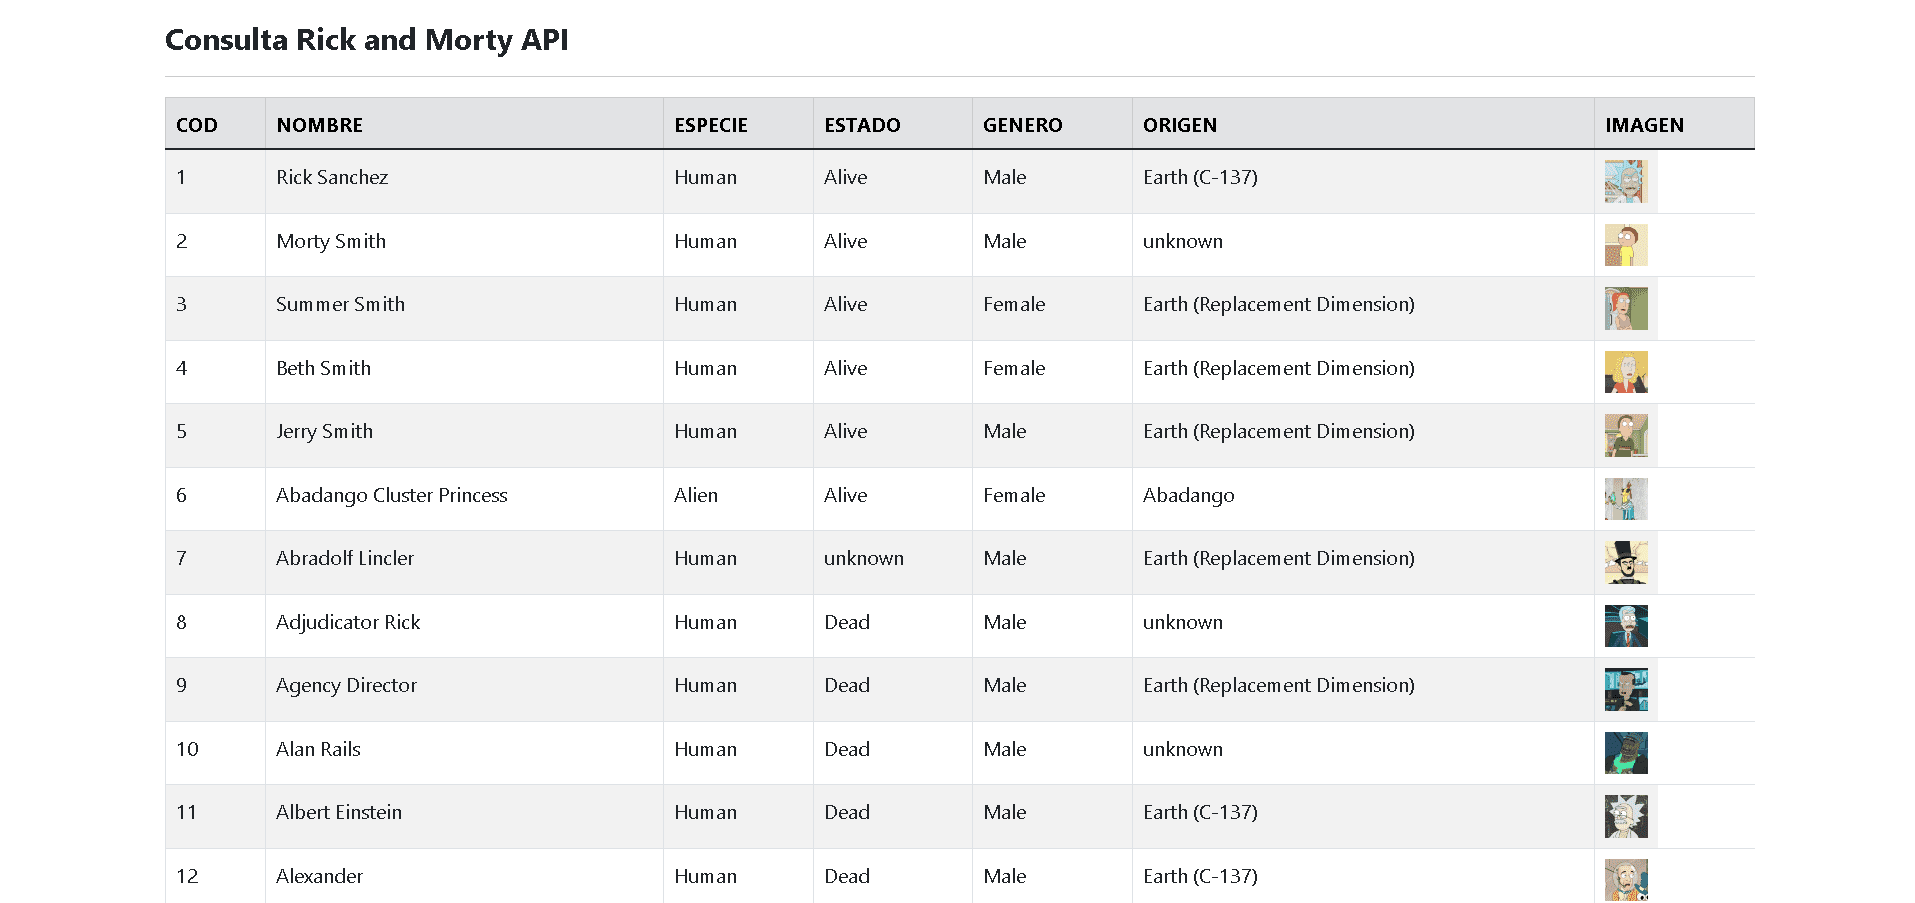 Consulta Rick and Morty API
COD NOMBRE ESPECIE ESTADO GENERO ORIGEN IMAGEN
1 Rick Sanchez Human Alive Male Earth (C-137)
2 Morty Smith Human Alive Male unknown
3 Summer Smith Human Alive Female Earth (Replacement Dimension)
4 Beth Smith Human Alive Female Earth (Replacement Dimension)
5 Jerry Smith Human Alive Male Earth (Replacement Dimension)
6 Abadango Cluster Princess Alien Alive Female Abadango
7 Abradolf Lincler Human unknown Male Earth (Replacement Dimension)
8 Adjudicator Rick Human Dead Male unknown
9 Agency Director Human Dead Male Earth (Replacement Dimension)
10 Alan Rails Human Dead Male unknown
11 Albert Einstein Human Dead Male Earth (C-137)
12 Alexander Human Dead Male Earth (C-137)